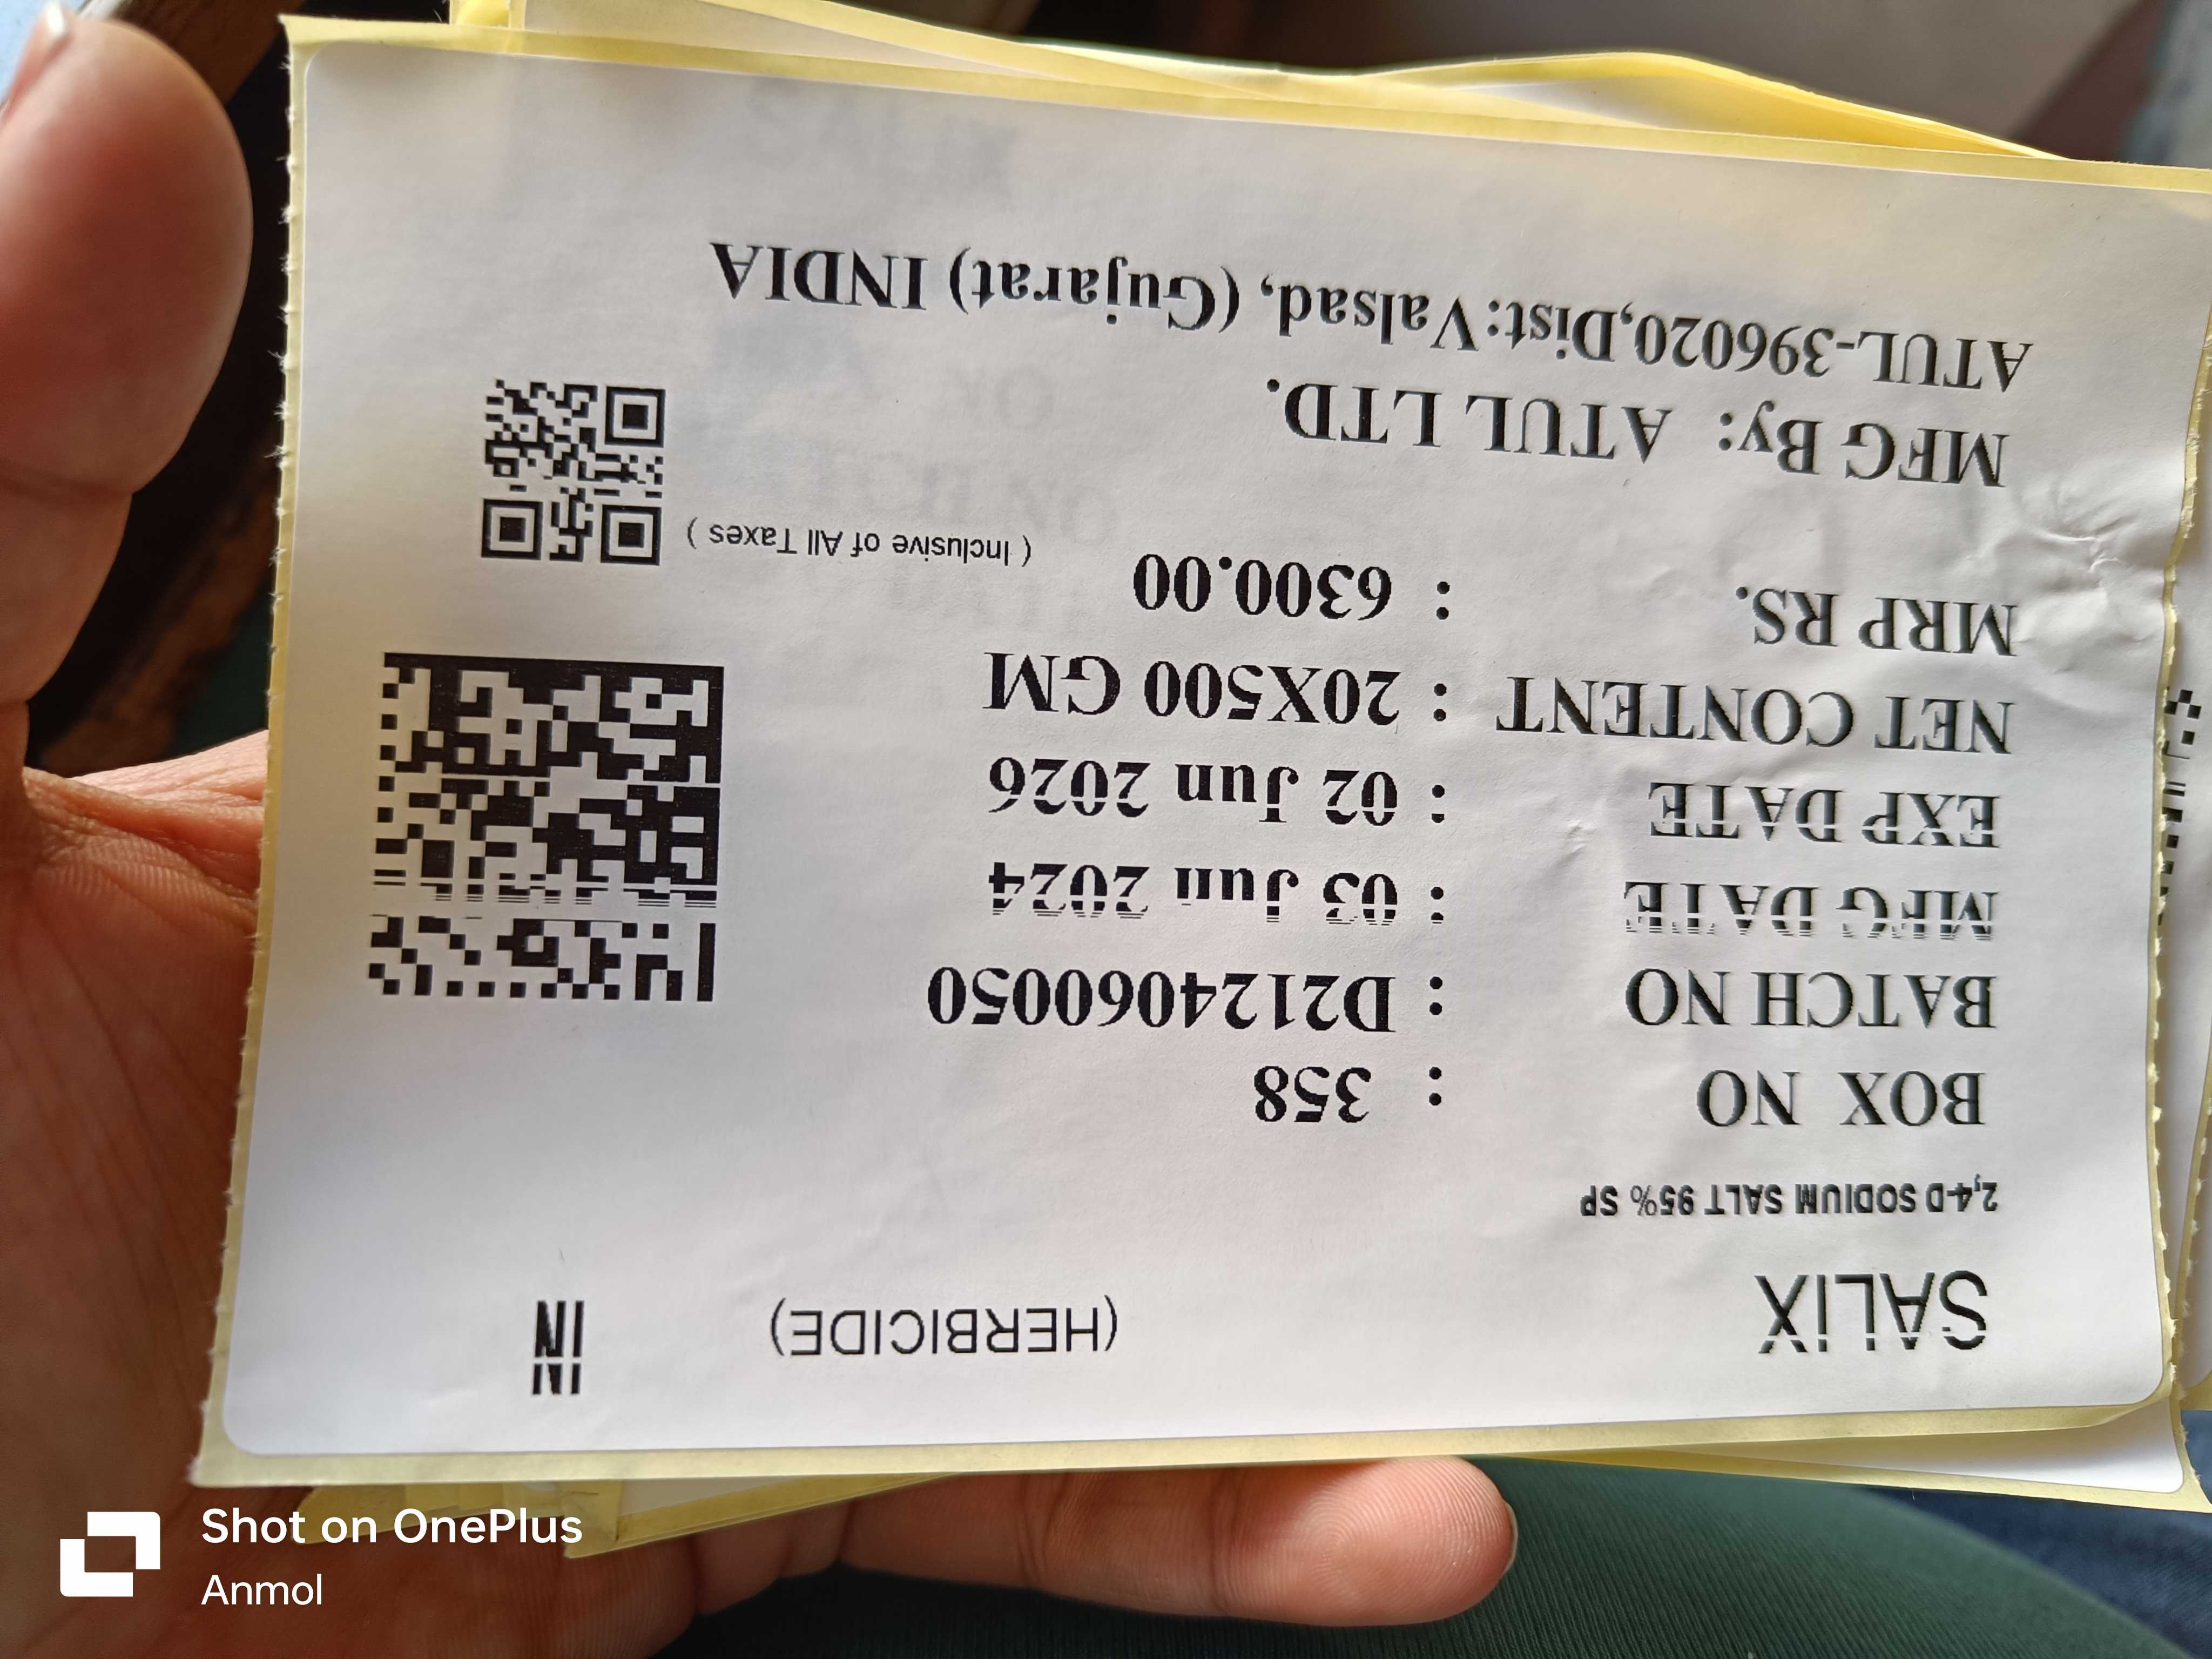 SALIX (HERBICIDE) IN
2,4-D SODIUM SALT 95% SP
BOX NO : 358
BATCH NO : D2124060050
MFG DATE : 03 Jun 2024
EXP DATE : 02 Jun 2026
NET CONTENT : 20X500 GM
MRP RS. : 6300.00 ( Inclusive of All Taxes )
MFG By: ATUL LTD.
ATUL-396020,Dist:Valsad, (Gujarat) INDIA
Shot on OnePlus
Anmol